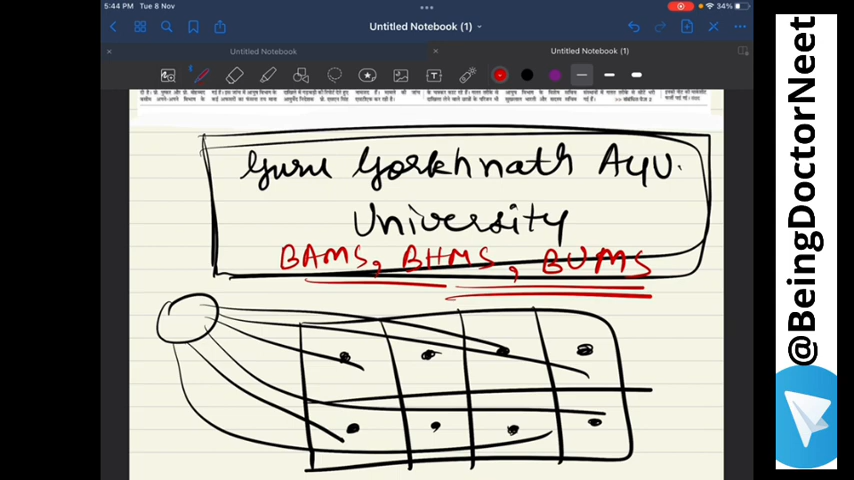 5:44 PM Tue 8 Nov
34%
Untitled Notebook (1)
Untitled Notebook
Untitled Notebook (1)
Guru Gorkhnath Ayu.
University
BAMS, BHMS, BUMS
@BeingDoctorNeet